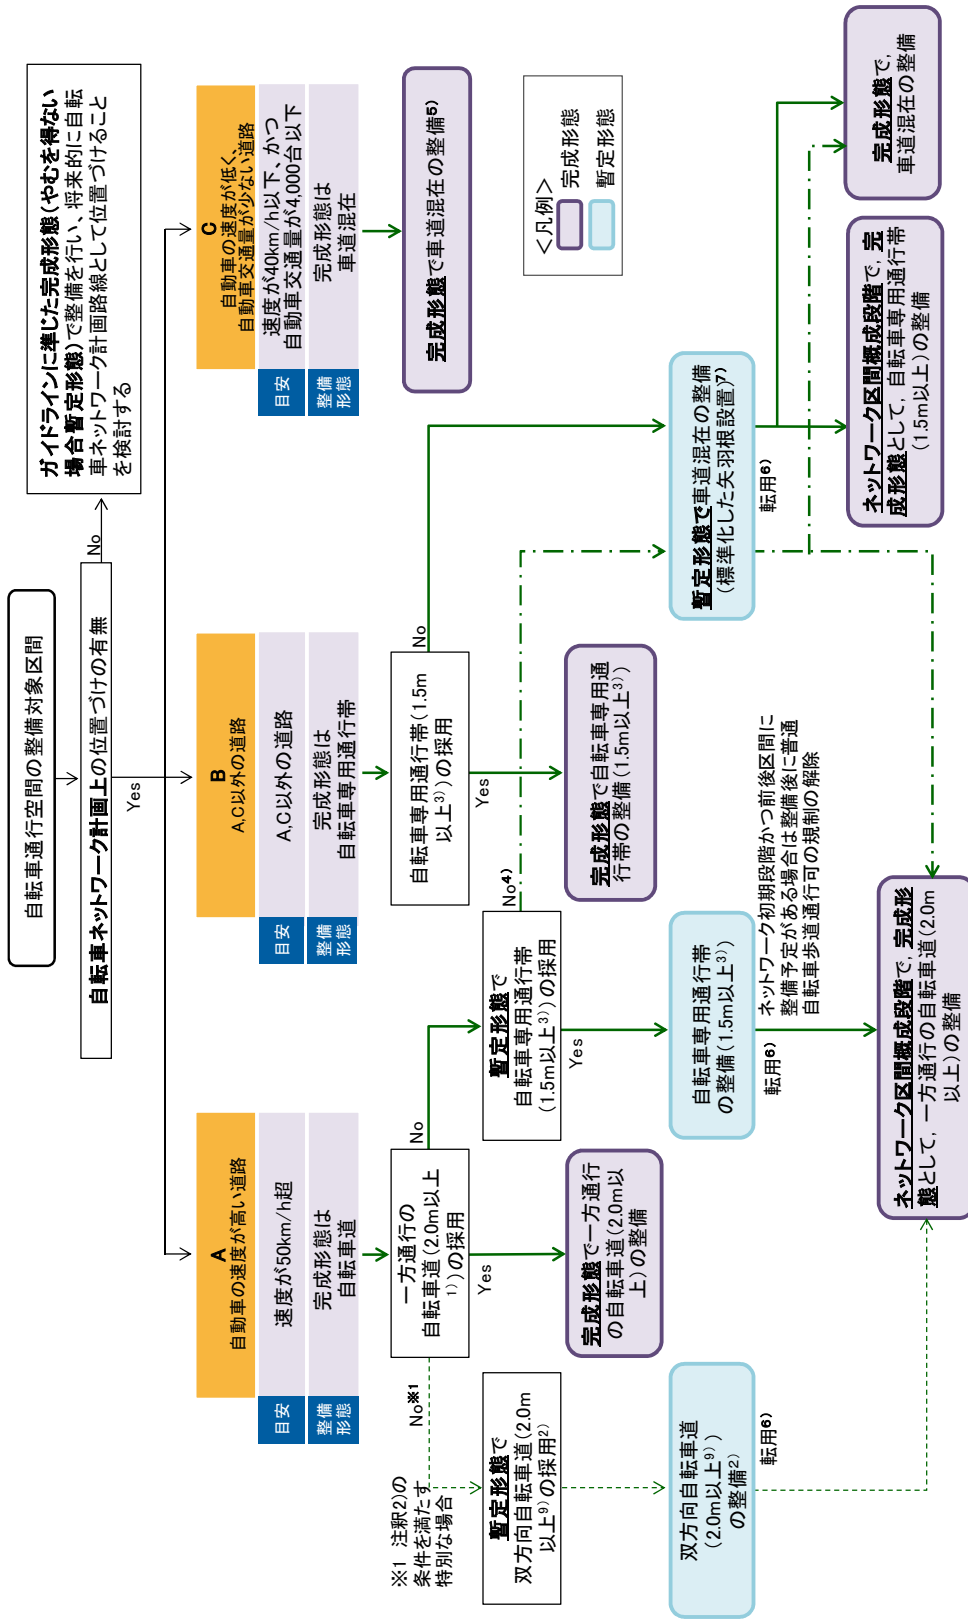 自転車通行空間の整備対象区間
自転車ネットワーク計画上の位置づけの有無
No
Yes
ガイドラインに準じた完成形態(やむを得ない
場合暫定形態)で整備を行い、将来的に自転
車ネットワーク計画路線として位置づけること
を検討する
A
自動車の速度が高い道路
目安
速度が50km/h超
整備
形態
完成形態は
自転車道
B
A,C以外の道路
目安
A,C以外の道路
整備
形態
完成形態は
自転車専用通行帯
C
自動車の速度が低く、
自動車交通量が少ない道路
目安
速度が40km/h以下、かつ
自動車交通量が4,000台以下
整備
形態
完成形態は
車道混在
一方通行の
自転車道(2.0m以上
1))の採用
No※1
No
Yes
※1 注釈2)の
条件を満たす
特別な場合
自転車専用通行帯(1.5m
以上3))の採用
No
Yes
完成形態で車道混在の整備5)
暫定形態で
双方向自転車道(2.0m
以上9)の採用2)
暫定形態で
自転車専用通行帯
(1.5m以上3))の採用
No4)
Yes
完成形態で一方通行
の自転車道(2.0m以
上)の整備
完成形態で自転車専用通
行帯の整備(1.5m以上3))
<凡例>
完成形態
暫定形態
双方向自転車道
(2.0m以上9))
の整備2)
転用6)
自転車専用通行帯
の整備(1.5m以上3))
転用6)
ネットワーク初期段階かつ前後区間に
整備予定がある場合は整備後に普通
自転車歩道通行可の規制の解除
暫定形態で車道混在の整備
(標準化した矢羽根設置)7)
転用6)
ネットワーク区間概成段階で、完成形
態として、一方通行の自転車道(2.0m
以上)の整備
ネットワーク区間概成段階で、完
成形態として、自転車専用通行帯
(1.5m以上)の整備
完成形態で、
車道混在の整備